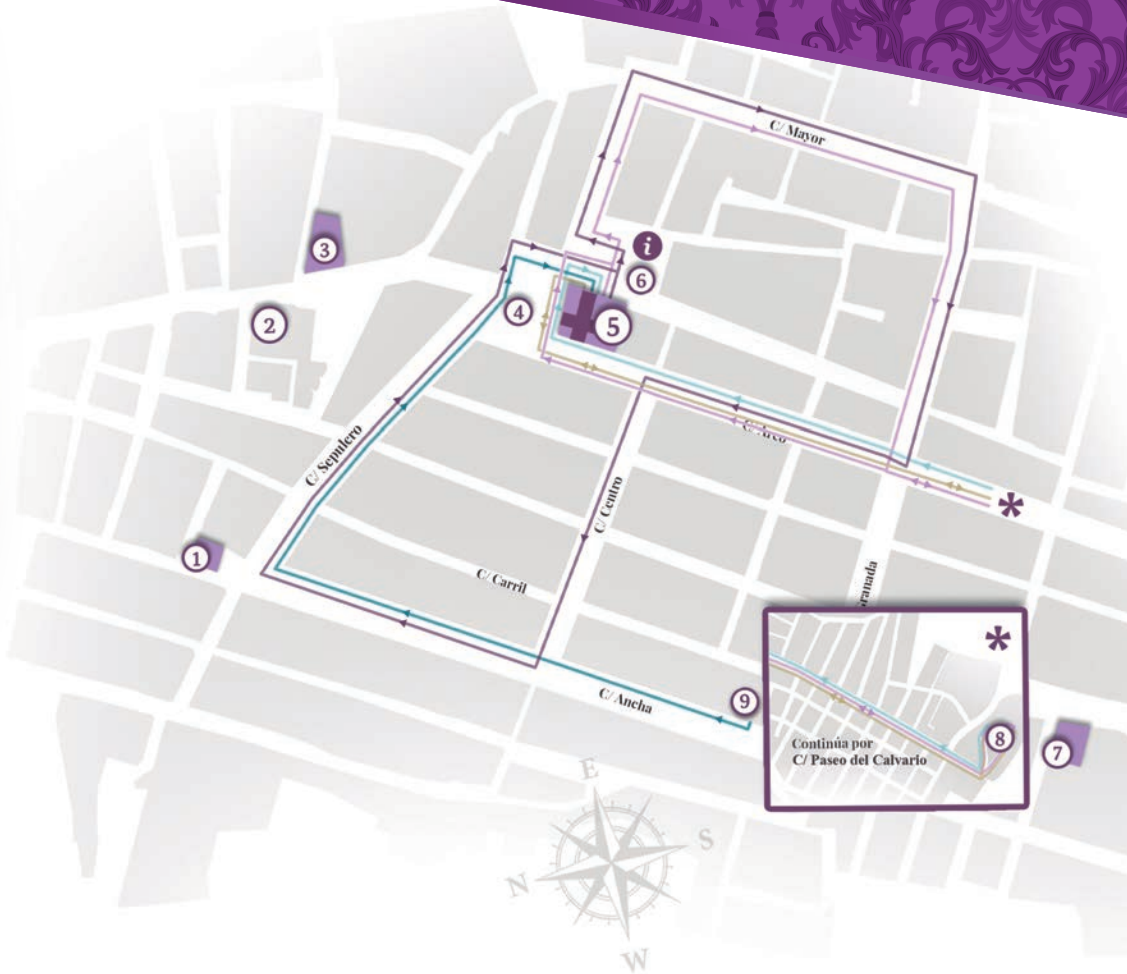 C/ Mayor
i
3
6
4
5
2
C/ Arco
C/ Sepulcro
*
C/ Centro
1
C/ Carril
Granada
*
C/ Ancha
9
8
7
Continúa por
C/ Paseo del Calvario
E
S
N
W